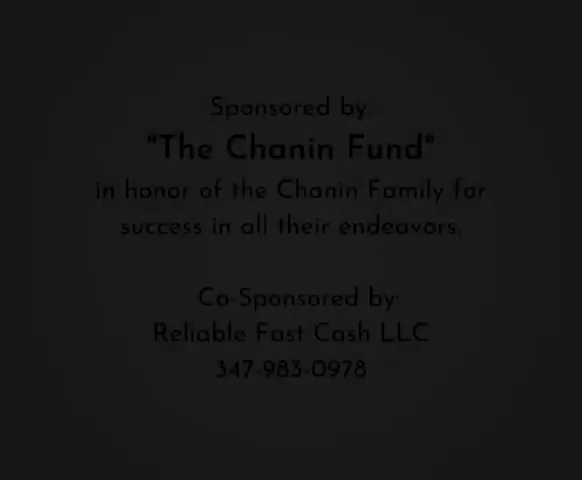 Sponsored by:
"The Chanin Fund"
in honor of the Chanin Family for
success in all their endeavors.
Co-Sponsored by:
Reliable Fast Cash LLC
347-983-0978